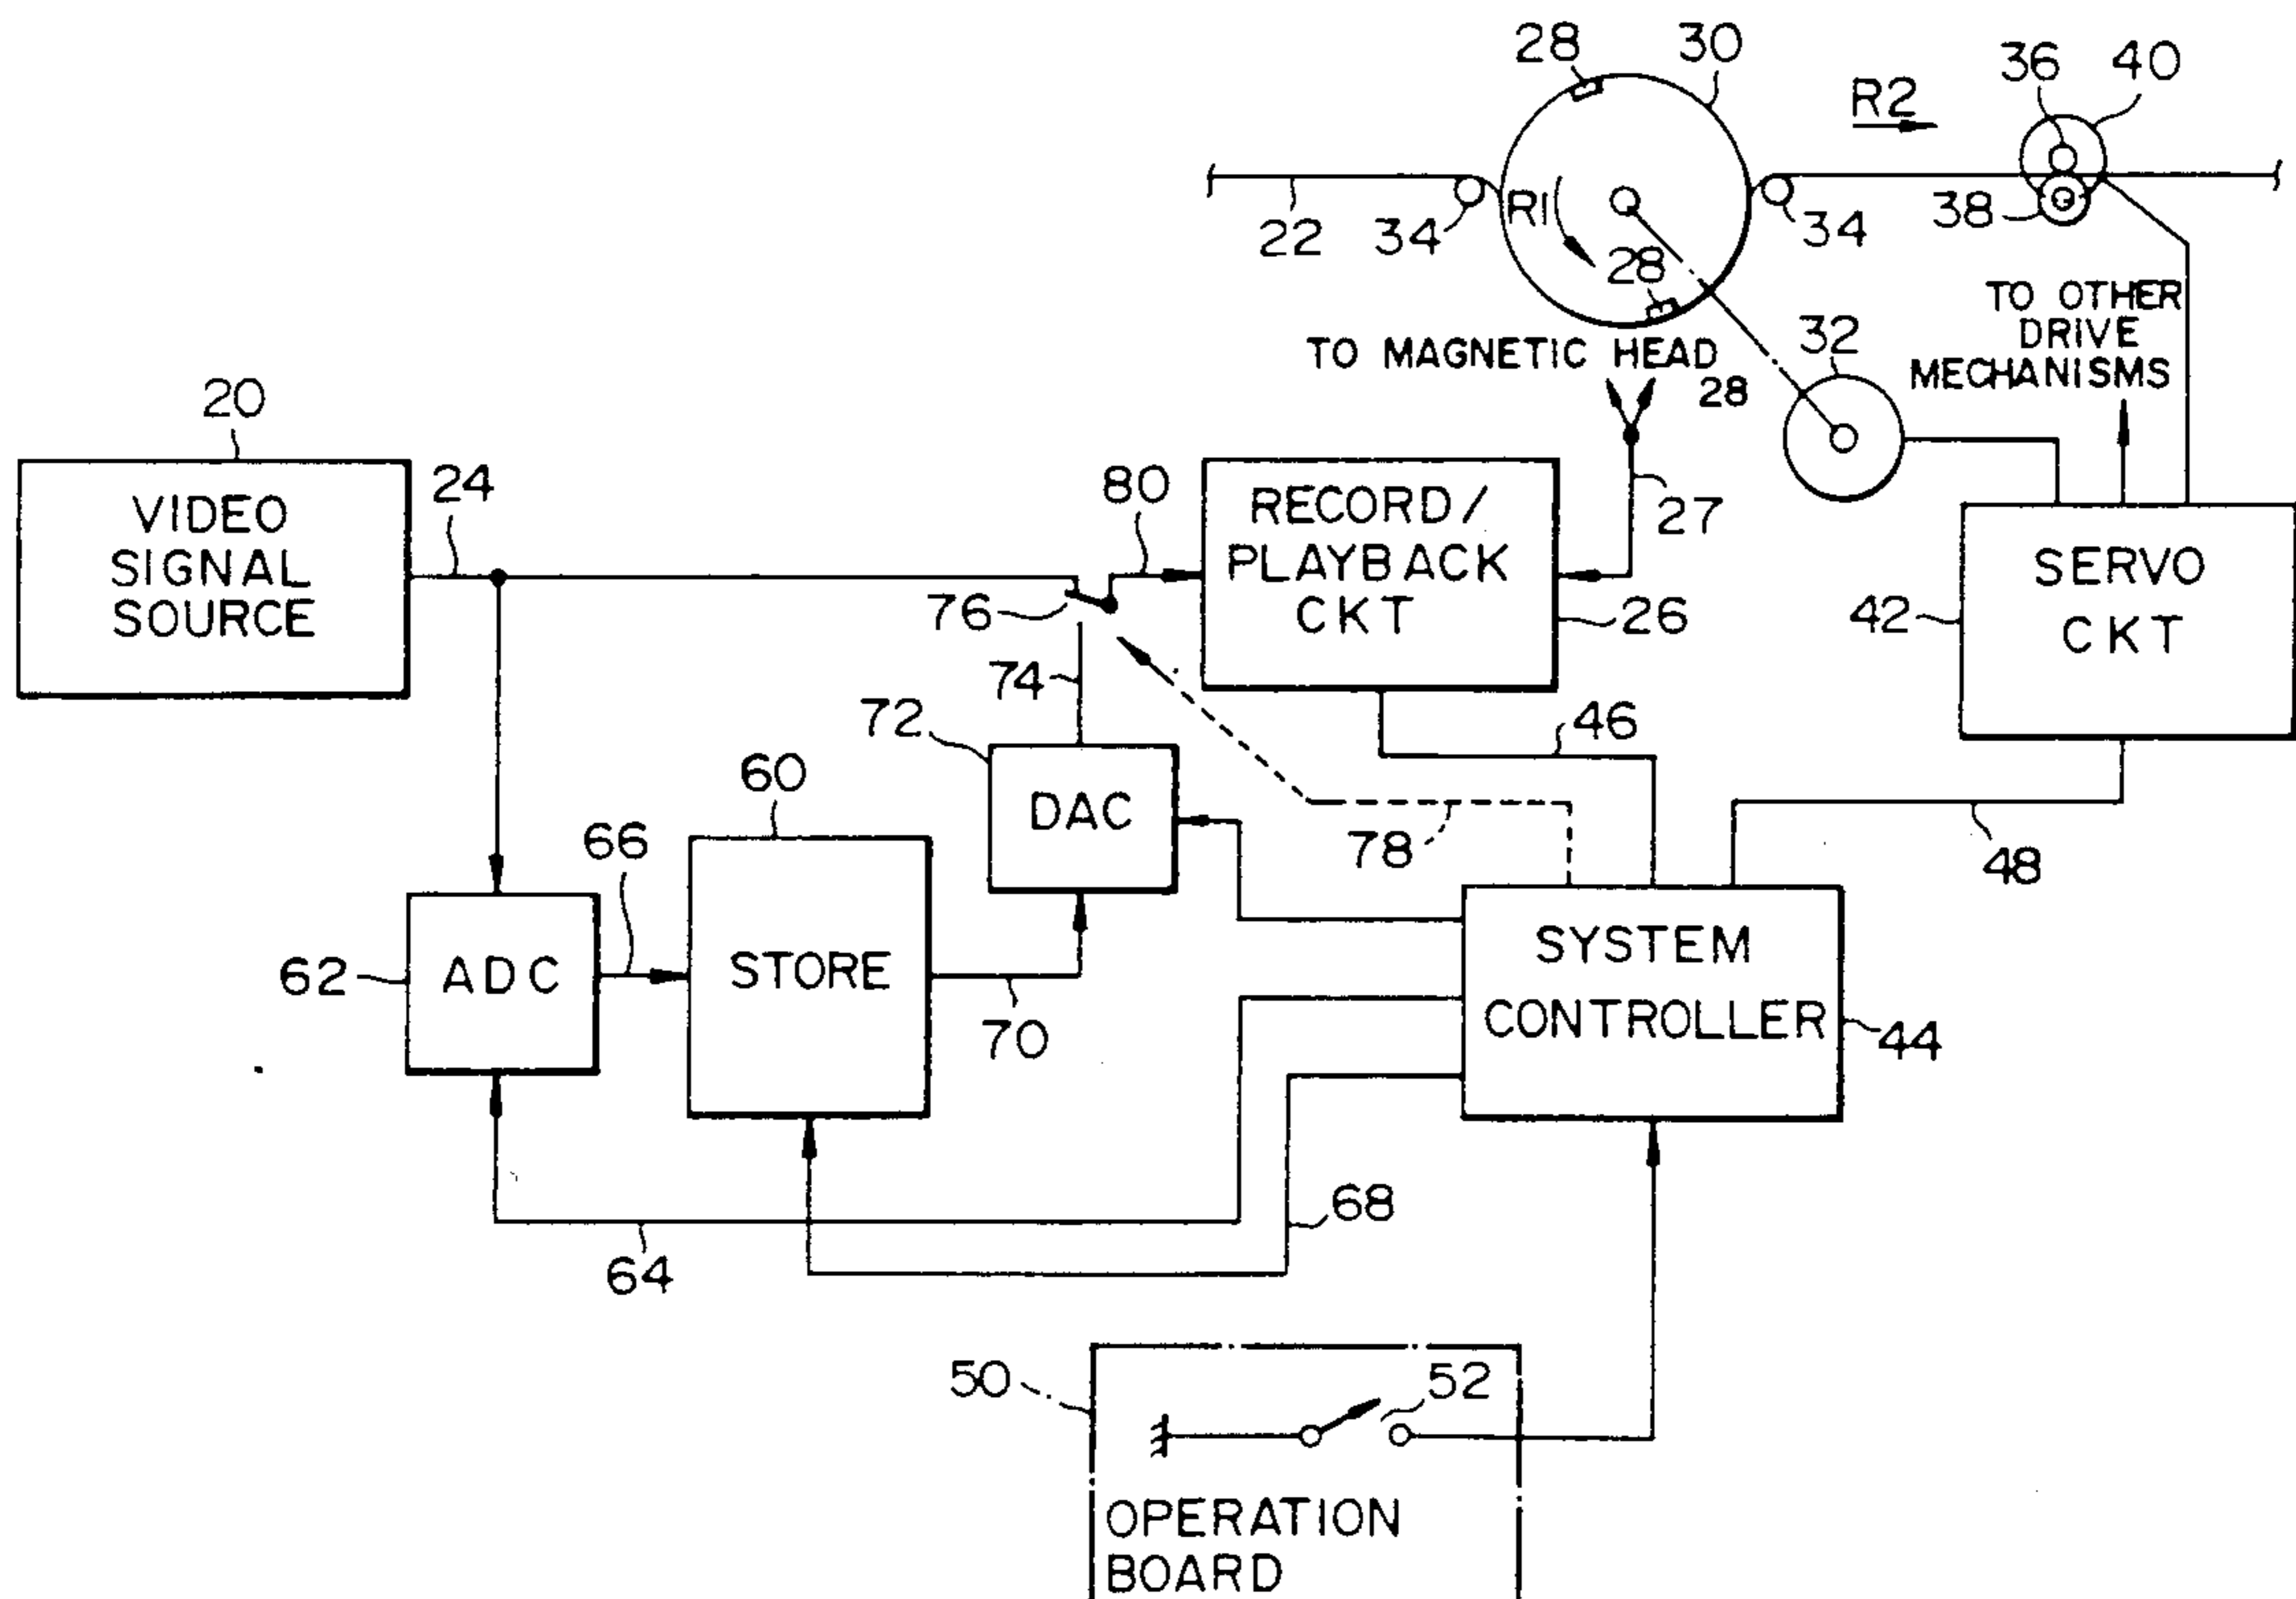 28
30
R2
36
40
22
34
R1
28
34
38
TO OTHER
DRIVE
MECHANISMS
TO MAGNETIC HEAD
28
32
20
VIDEO
SIGNAL
SOURCE
24
80
RECORD/
PLAYBACK
CKT
27
26
SERVO
CKT
42
76
74
72
DAC
46
78
48
60
66
62
ADC
STORE
70
SYSTEM
CONTROLLER
44
68
64
50
52
OPERATION
BOARD